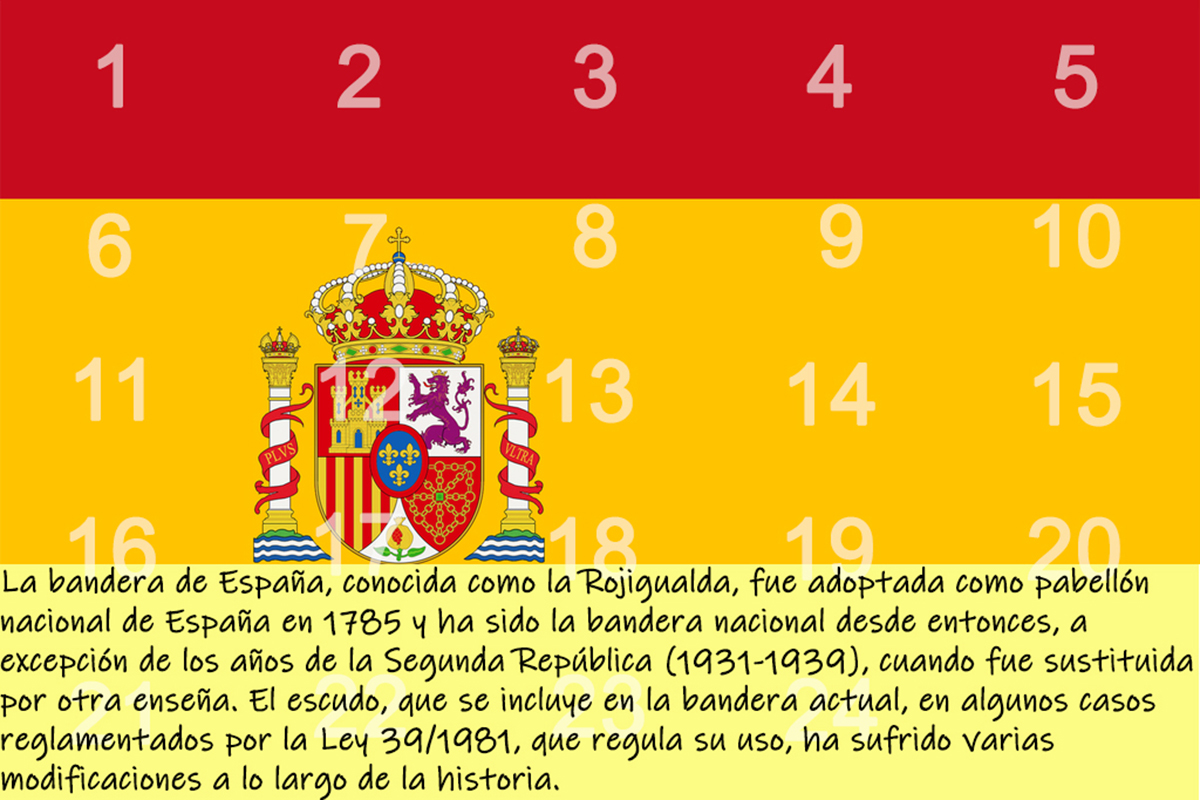 1 2 3 4 5
6 7 8 9 10
11 12 13 14 15
PLVS VLTRA
16 17 18 19 20
La bandera de España, conocida como la Rojigualda, fue adoptada como pabellón
nacional de España en 1785 y ha sido la bandera nacional desde entonces, a
excepción de los años de la Segunda República (1931-1939), cuando fue sustituida
por otra enseña. El escudo, que se incluye en la bandera actual, en algunos casos
21 22 23 24
reglamentados por la Ley 39/1981, que regula su uso, ha sufrido varias
modificaciones a lo largo de la historia.